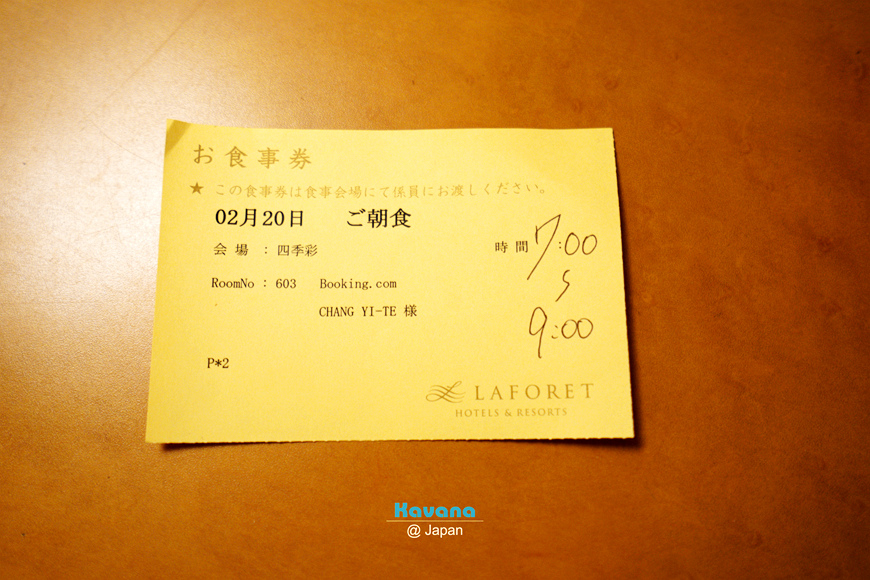 お食事券
★ この食事券は食事会場にて係員にお渡しください。
02月20日 ご朝食
会場 : 四季彩 時間 7:00
RoomNo : 603 Booking.com
〜
CHANG YI-TE 様
9:00
P*2
LAFORET
HOTELS & RESORTS
Kavana
@ Japan